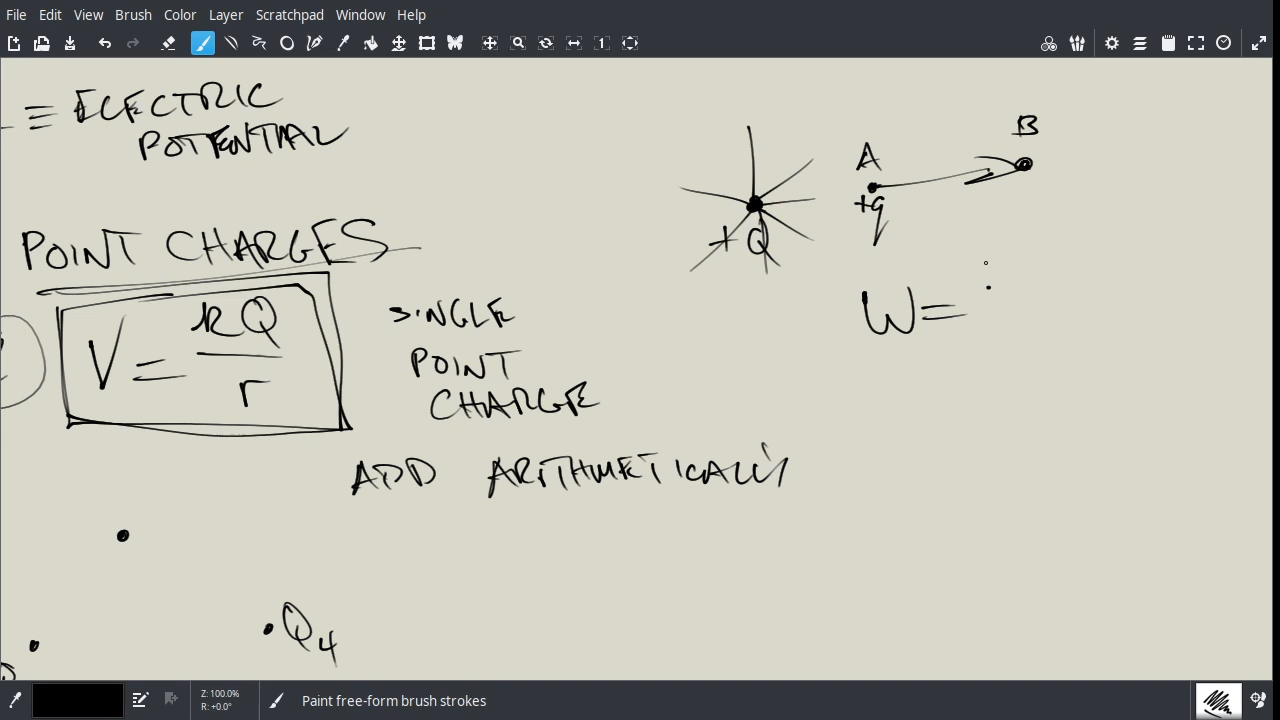 File Edit View Brush Color Layer Scratchpad Window Help
≡ ELECTRIC
POTENTIAL
POINT CHARGES
V = kQ/r
SINGLE
POINT
CHARGE
ADD ARITHMETICALLY
Q4
+Q
A
+q
B
W =
Z: 100.0%
R: +0.0°
Paint free-form brush strokes